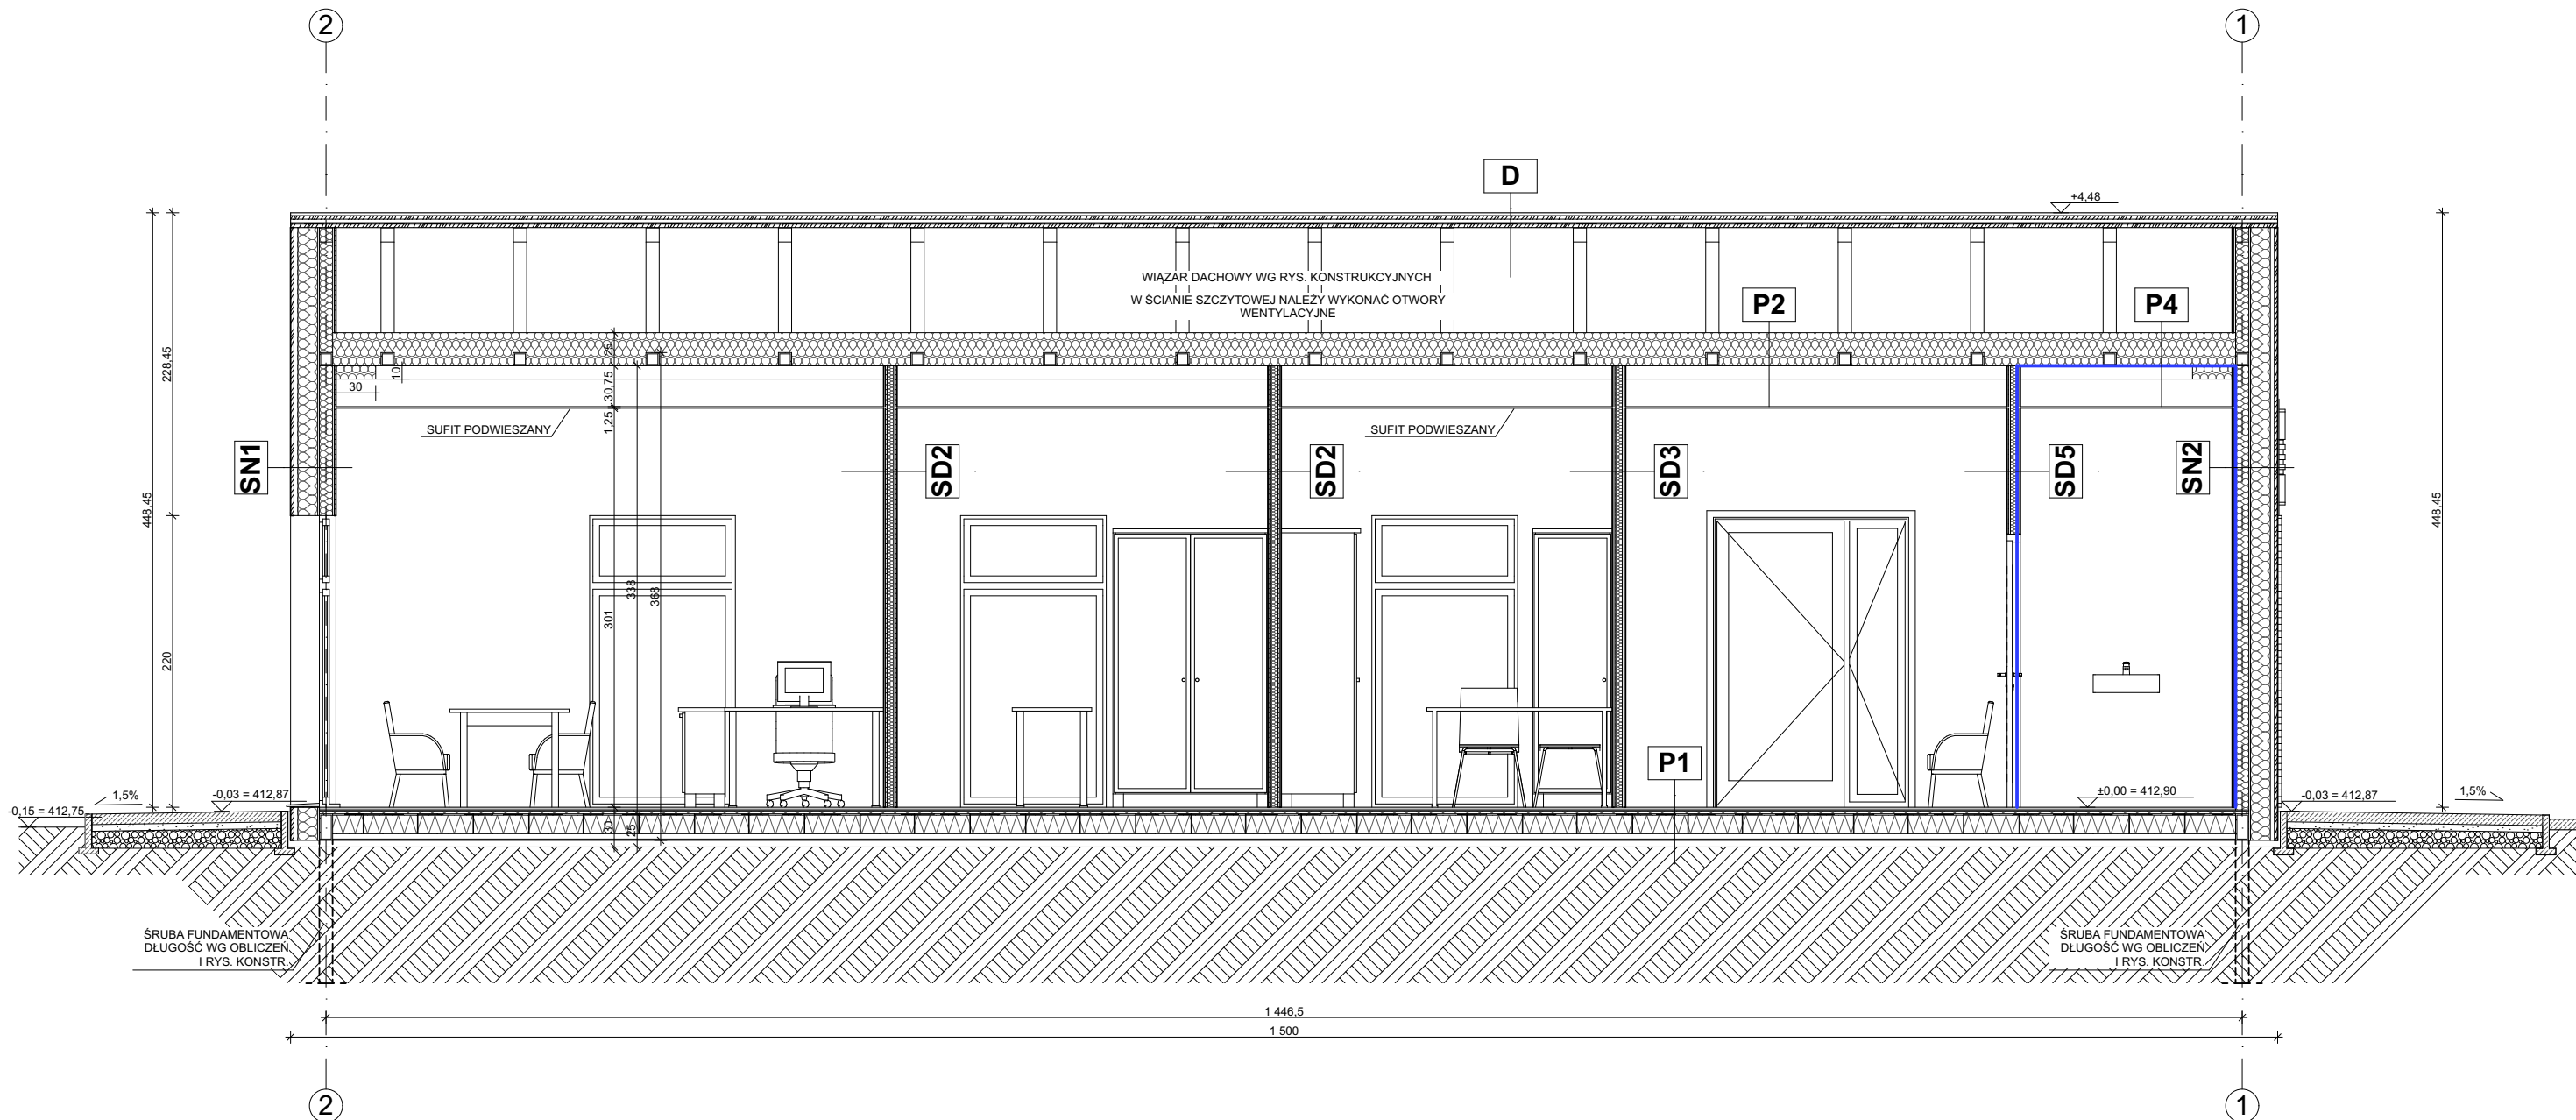 2
1
D
+4,48
WIĄZAR DACHOWY WG RYS. KONSTRUKCYJNYCH
W ŚCIANIE SZCZYTOWEJ NALEŻY WYKONAĆ OTWORY
WENTYLACYJNE
P2
P4
228,45
25
10
30
30,75
1,25
SUFIT PODWIESZANY
SUFIT PODWIESZANY
SN1
SD2
SD2
SD3
SD5
SN2
448,45
448,45
338
368
301
220
P1
-0,15 = 412,75
1,5%
-0,03 = 412,87
±0,00 = 412,90
-0,03 = 412,87
1,5%
30
25
ŚRUBA FUNDAMENTOWA
DŁUGOŚĆ WG OBLICZEŃ
I RYS. KONSTR.
ŚRUBA FUNDAMENTOWA
DŁUGOŚĆ WG OBLICZEŃ
I RYS. KONSTR.
1 446,5
1 500
2
1